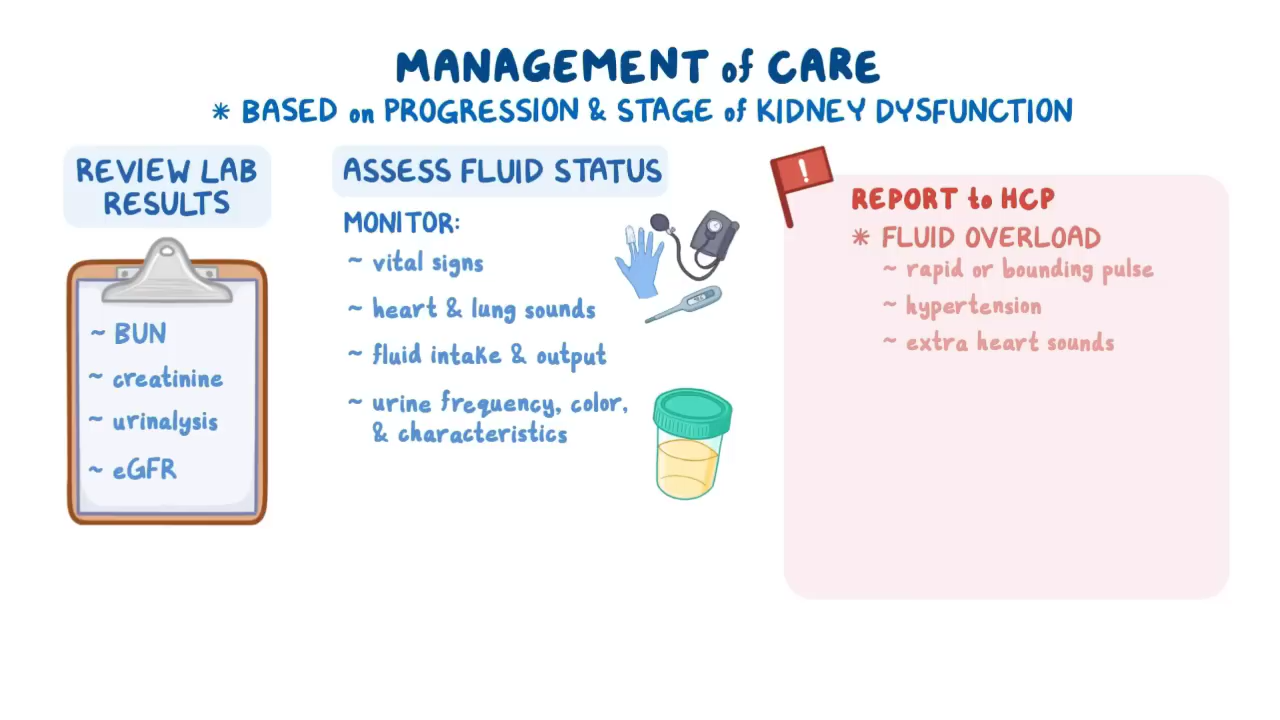 MANAGEMENT of CARE
* BASED on PROGRESSION & STAGE of KIDNEY DYSFUNCTION
REVIEW LAB
RESULTS
~ BUN
~ creatinine
~ urinalysis
~ eGFR
ASSESS FLUID STATUS
MONITOR:
~ vital signs
~ heart & lung sounds
~ fluid intake & output
~ urine frequency, color,
& characteristics
!
REPORT to HCP
* FLUID OVERLOAD
~ rapid or bounding pulse
~ hypertension
~ extra heart sounds